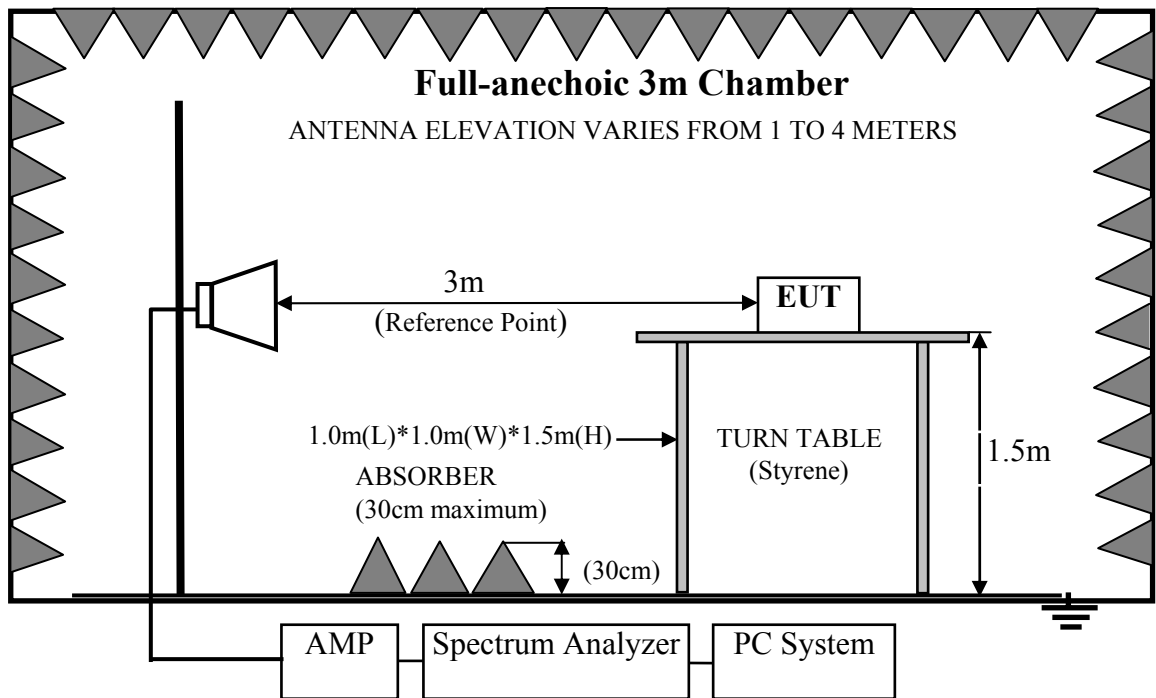 Full-anechoic 3m Chamber
ANTENNA ELEVATION VARIES FROM 1 TO 4 METERS
3m
(Reference Point)
EUT
1.0m(L)*1.0m(W)*1.5m(H)
ABSORBER
(30cm maximum)
TURN TABLE
(Styrene)
1.5m
(30cm)
AMP
Spectrum Analyzer
PC System